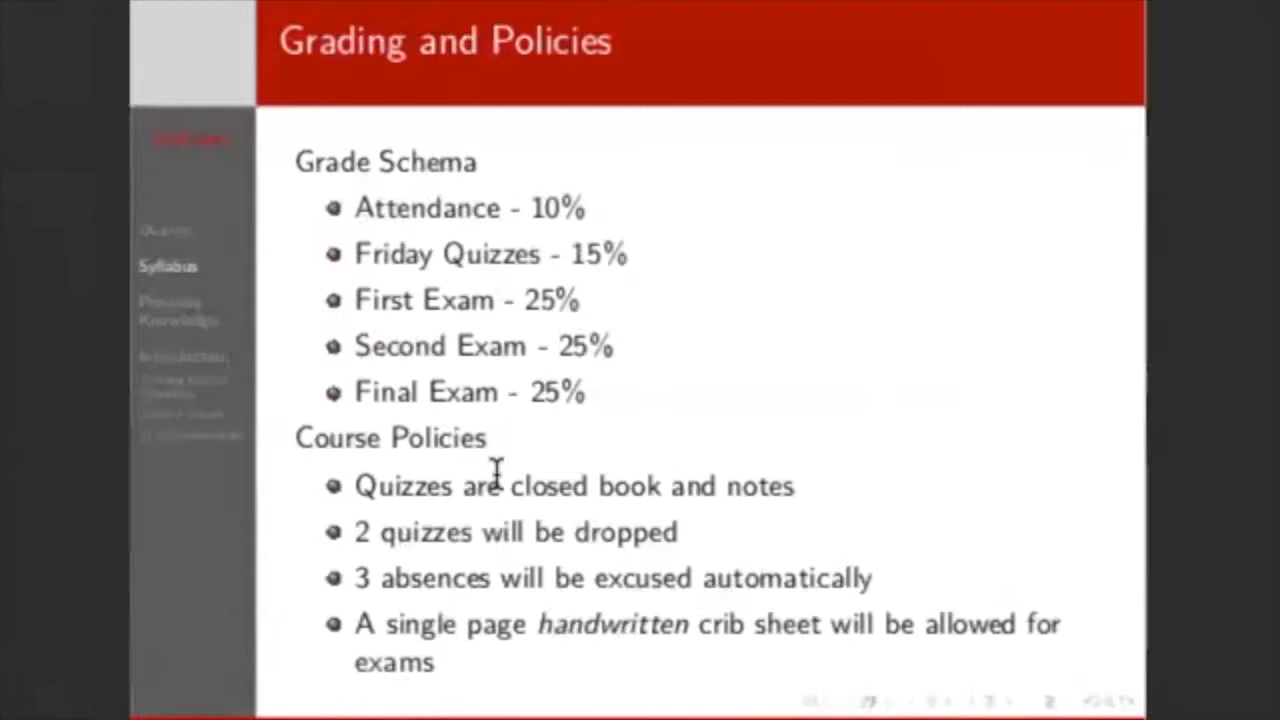 Grading and Policies
Syllabus
Grade Schema
Attendance - 10%
Friday Quizzes - 15%
First Exam - 25%
Second Exam - 25%
Final Exam - 25%
Course Policies
Quizzes are closed book and notes
2 quizzes will be dropped
3 absences will be excused automatically
A single page handwritten crib sheet will be allowed for
exams